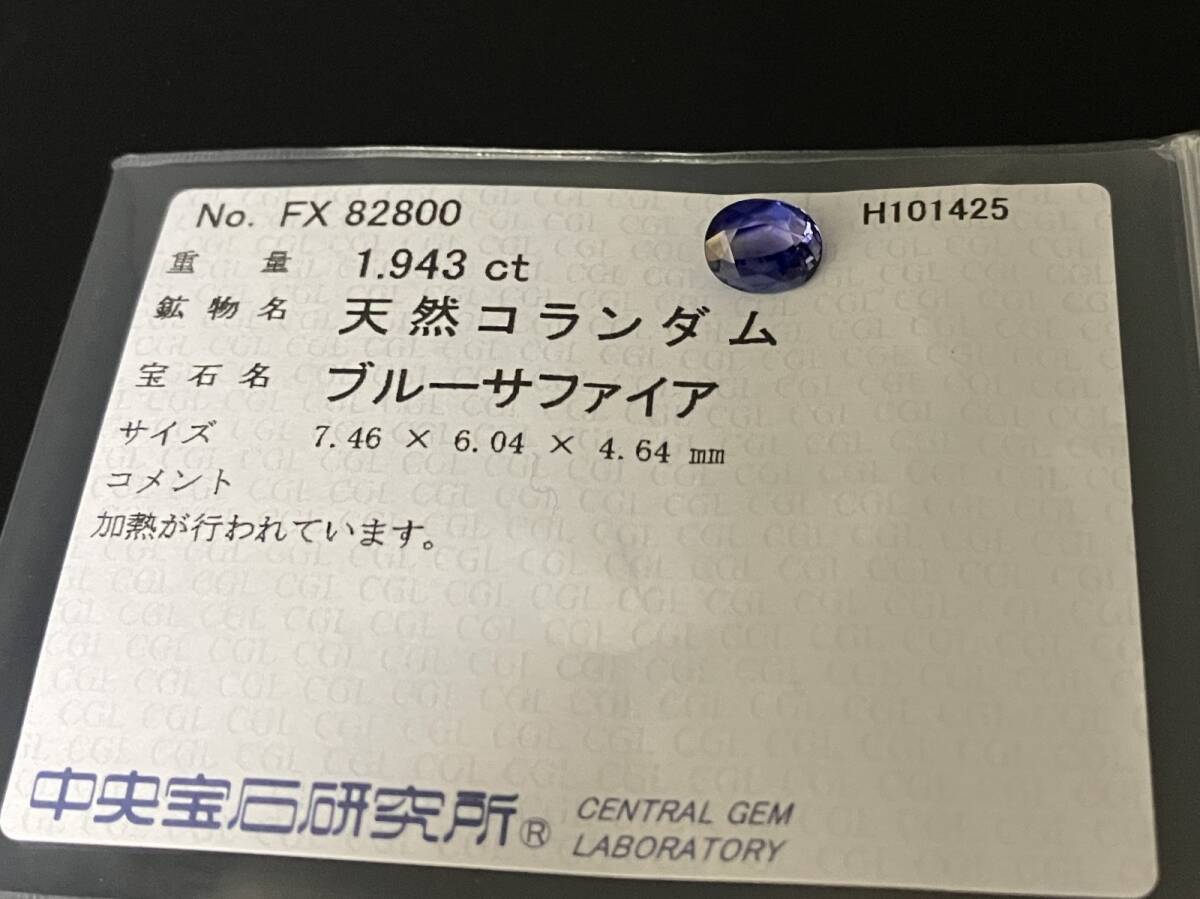 No. FX 82800 H101425
重量 1.943 ct
鉱物名 天然コランダム
宝石名 ブルーサファイア
サイズ 7.46 × 6.04 × 4.64 mm
コメント
加熱が行われています。
中央宝石研究所® CENTRAL GEM
LABORATORY